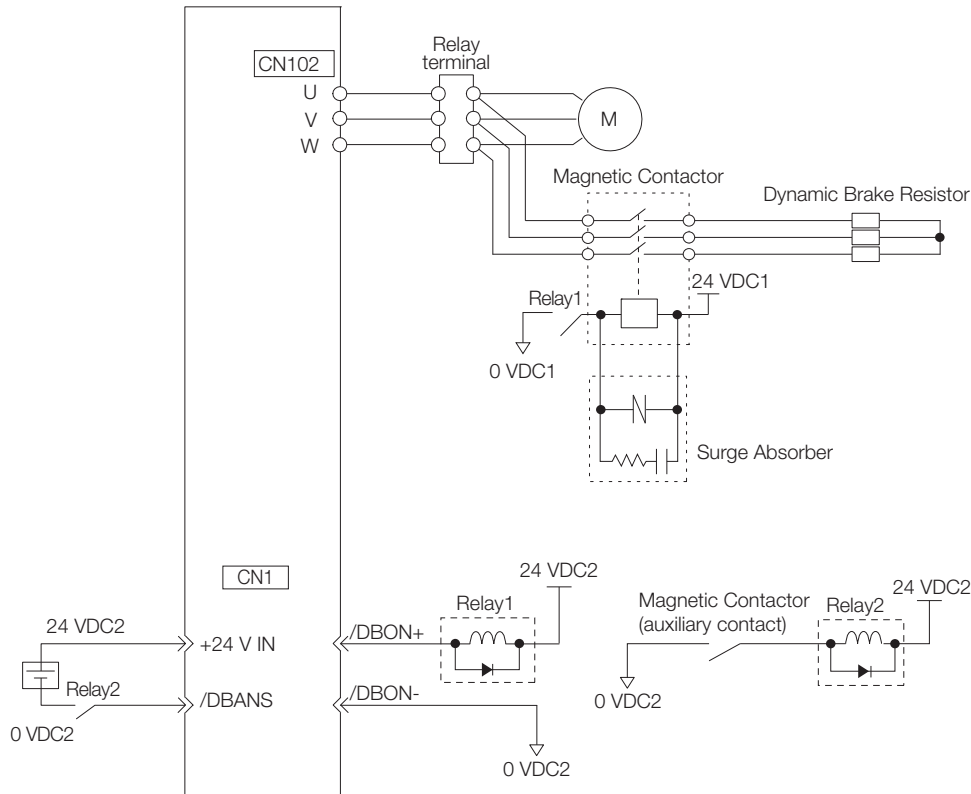 Relay
terminal
CN102
U
V
W
M
Magnetic Contactor
Dynamic Brake Resistor
24 VDC1
Relay1
0 VDC1
Surge Absorber
CN1
24 VDC2
+24 V IN
Relay2
/DBANS
0 VDC2
/DBON+
Relay1
24 VDC2
/DBON-
0 VDC2
Magnetic Contactor
(auxiliary contact)
Relay2
24 VDC2
0 VDC2